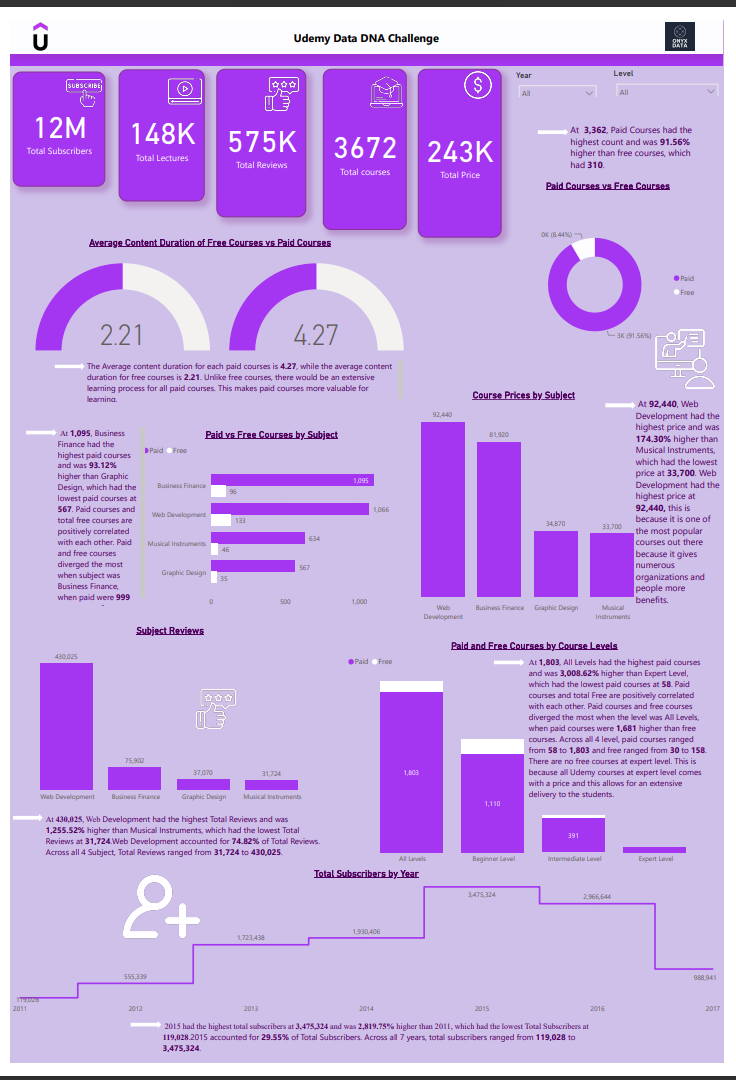 Udemy Data DNA Challenge
U
ONYX
DATA
SUBSCRIBE
12M
Total Subscribers
148K
Total Lectures
575K
Total Reviews
3672
Total courses
$
243K
Total Price
Year
All
Level
All
At 3,362, Paid Courses had the
highest count and was 91.56%
higher than free courses, which
had 310.
Paid Courses vs Free Courses
0K (8.44%)
3K (91.56%)
Paid
Free
Average Content Duration of Free Courses vs Paid Courses
2.21
4.27
The Average content duration for each paid courses is 4.27, while the average content
duration for free courses is 2.21. Unlike free courses, there would be an extensive
learning process for all paid courses. This makes paid courses more valuable for
learning.
At 1,095, Business
Finance had the
highest paid courses
and was 93.12%
higher than Graphic
Design, which had the
lowest paid courses at
567. Paid courses and
total free courses are
positively correlated
with each other. Paid
and free courses
diverged the most
when subject was
Business Finance,
when paid were 999
Paid vs Free Courses by Subject
Paid Free
Business Finance
1,095
96
Web Development
1,066
133
Musical Instruments
634
46
Graphic Design
567
35
0 500 1,000
Course Prices by Subject
92,440
81,920
34,870
33,700
Web
Development
Business Finance
Graphic Design
Musical
Instruments
At 92,440, Web
Development had the
highest price and was
174.30% higher than
Musical Instruments,
which had the lowest
price at 33,700. Web
Development had the
highest price at
92,440, this is
because it is one of
the most popular
courses out there
because it gives
numerous
organizations and
people more
benefits.
Subject Reviews
430,025
75,902
37,070
31,724
Web Development Business Finance Graphic Design Musical Instruments
At 430,025, Web Development had the highest Total Reviews and was
1,255.52% higher than Musical Instruments, which had the lowest Total
Reviews at 31,724.Web Development accounted for 74.82% of Total Reviews.
Across all 4 Subject, Total Reviews ranged from 31,724 to 430,025.
Paid and Free Courses by Course Levels
Paid Free
1,803
1,110
391
All Levels Beginner Level Intermediate Level Expert Level
At 1,803, All Levels had the highest paid courses
and was 3,008.62% higher than Expert Level,
which had the lowest paid courses at 58. Paid
courses and total Free are positively correlated
with each other. Paid courses and free courses
diverged the most when the level was All Levels,
when paid courses were 1,681 higher than free
courses. Across all 4 level, paid courses ranged
from 58 to 1,803 and free ranged from 30 to 158.
There are no free courses at expert level. This is
because all Udemy courses at expert level comes
with a price and this allows for an extensive
delivery to the students.
Total Subscribers by Year
119,028
555,339
1,723,438
1,930,406
3,475,324
2,966,644
988,941
2011 2012 2013 2014 2015 2016 2017
2015 had the highest total subscribers at 3,475,324 and was 2,819.75% higher than 2011, which had the lowest Total Subscribers at
119,028.2015 accounted for 29.55% of Total Subscribers. Across all 7 years, total subscribers ranged from 119,028 to
3,475,324.